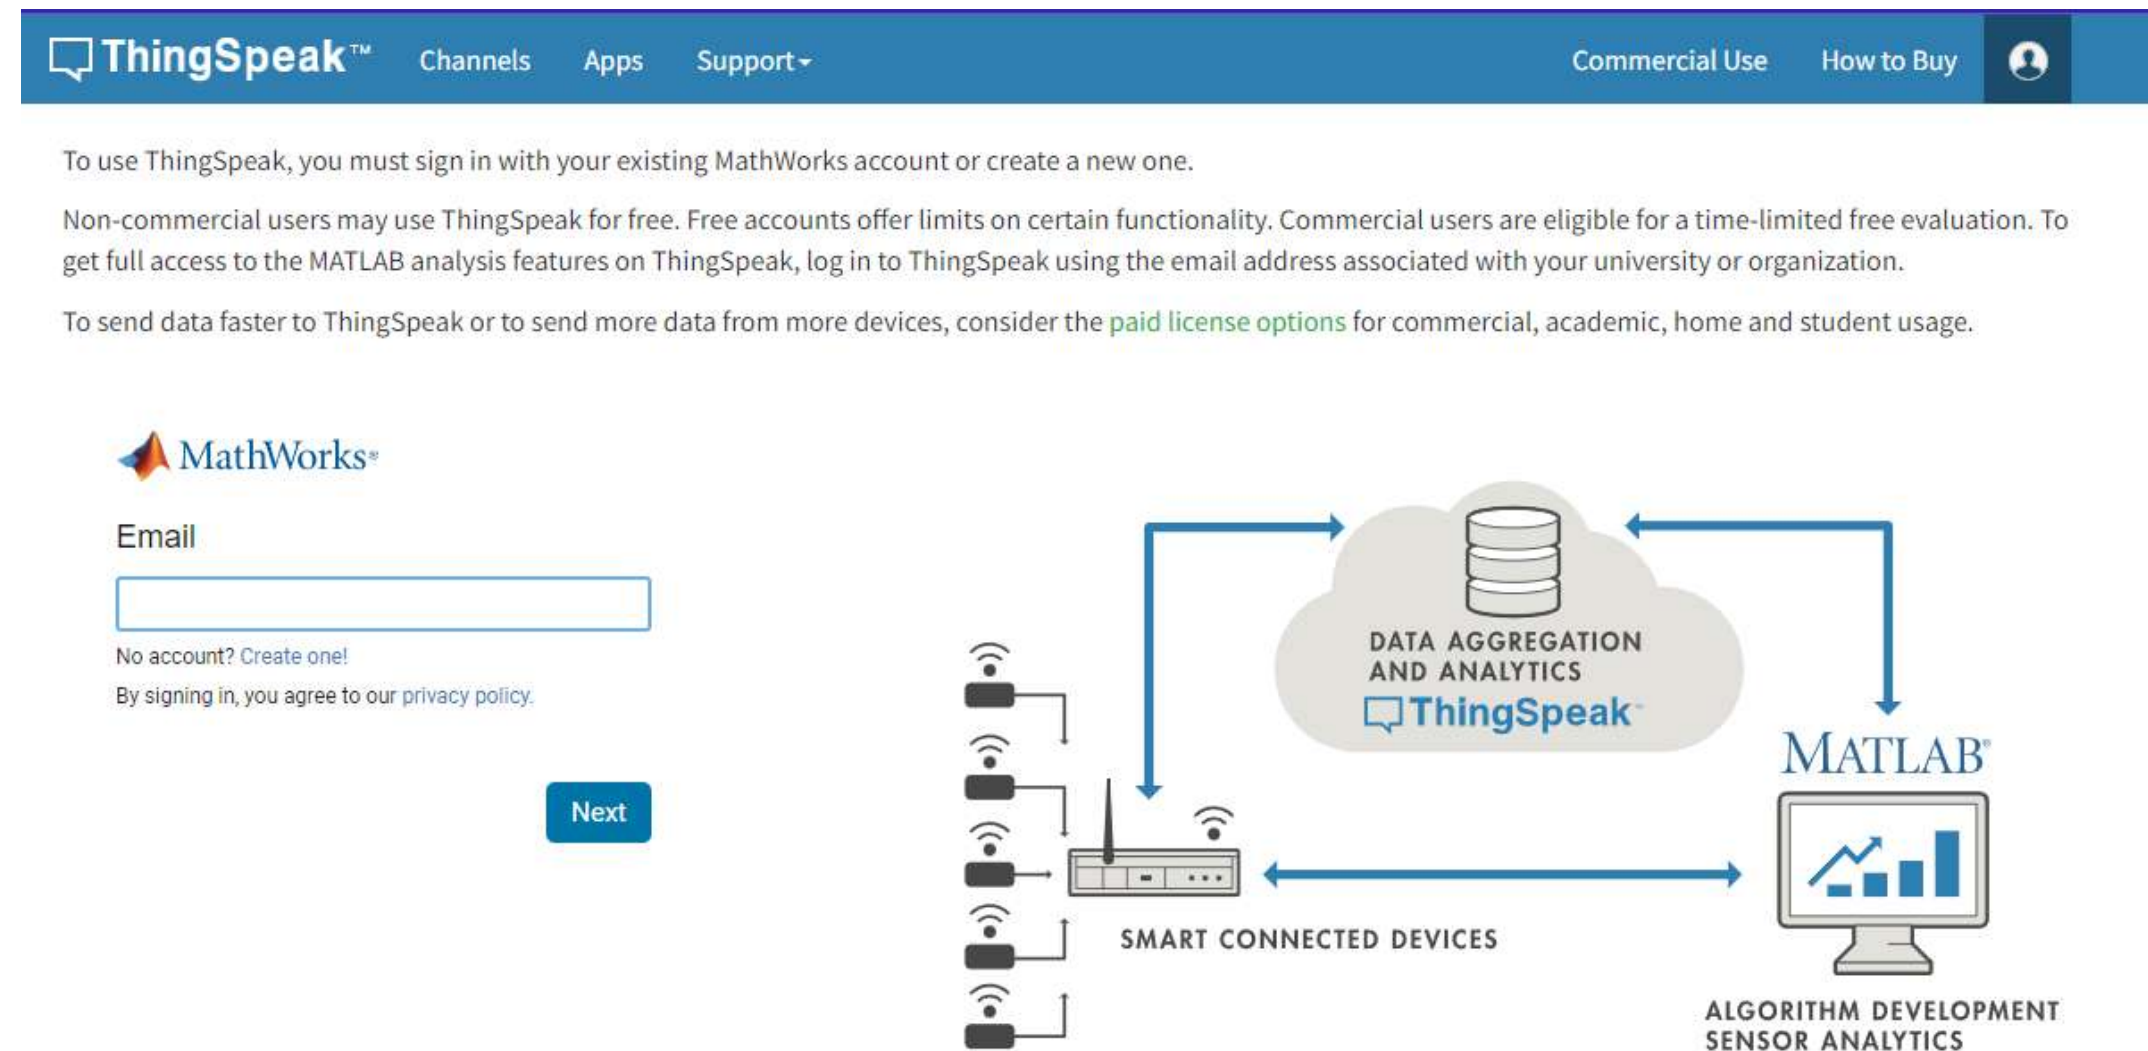 ThingSpeak™ Channels Apps Support Commercial Use How to Buy
To use ThingSpeak, you must sign in with your existing MathWorks account or create a new one.
Non-commercial users may use ThingSpeak for free. Free accounts offer limits on certain functionality. Commercial users are eligible for a time-limited free evaluation. To
get full access to the MATLAB analysis features on ThingSpeak, log in to ThingSpeak using the email address associated with your university or organization.
To send data faster to ThingSpeak or to send more data from more devices, consider the paid license options for commercial, academic, home and student usage.
MathWorks®
Email
No account? Create one!
By signing in, you agree to our privacy policy.
Next
DATA AGGREGATION
AND ANALYTICS
ThingSpeak™
MATLAB®
SMART CONNECTED DEVICES
ALGORITHM DEVELOPMENT
SENSOR ANALYTICS